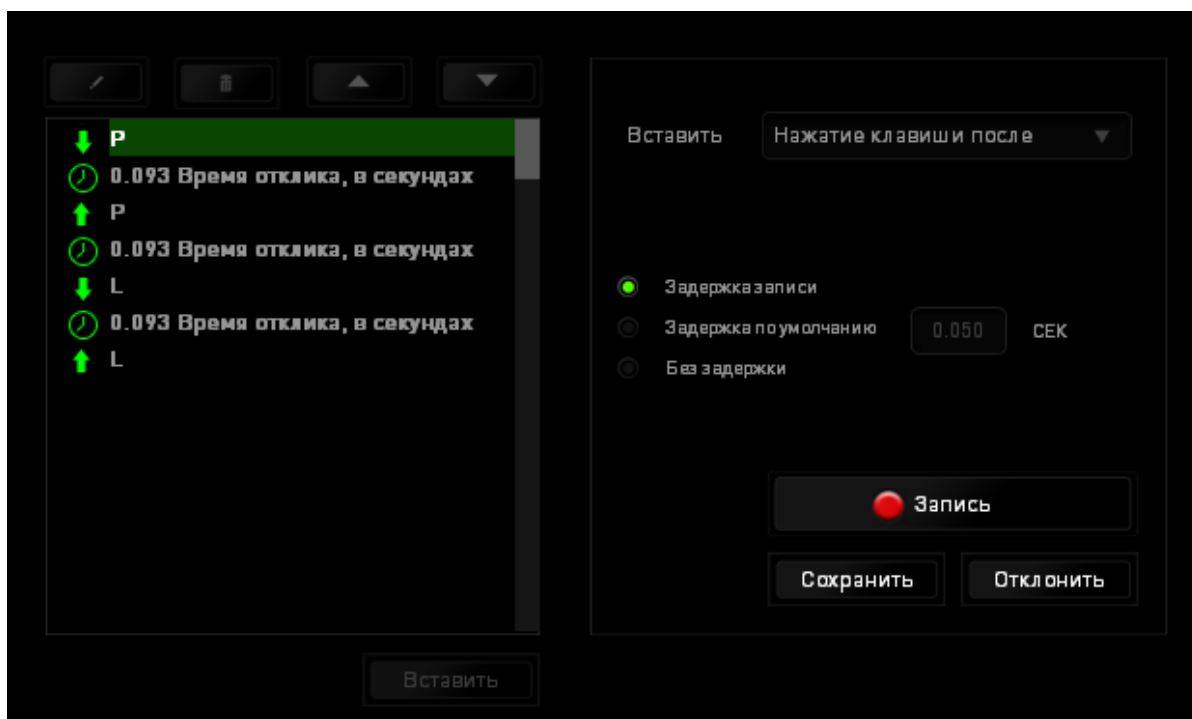 P
0.093 Время отклика, в секундах
P
0.093 Время отклика, в секундах
L
0.093 Время отклика, в секундах
L
Вставить
Вставить Нажатие клавиши после
Задержка записи
Задержка по умолчанию 0.050 СЕК
Без задержки
Запись
Сохранить Отклонить